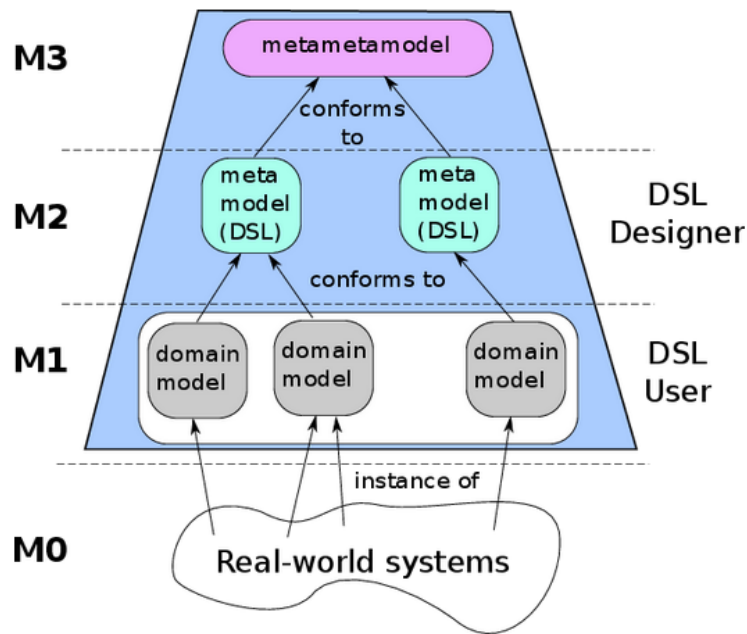 M3
metametamodel
conforms
to
M2
meta
model
(DSL)
meta
model
(DSL)
DSL
Designer
conforms to
M1
domain
model
domain
model
domain
model
DSL
User
instance of
M0
Real-world systems